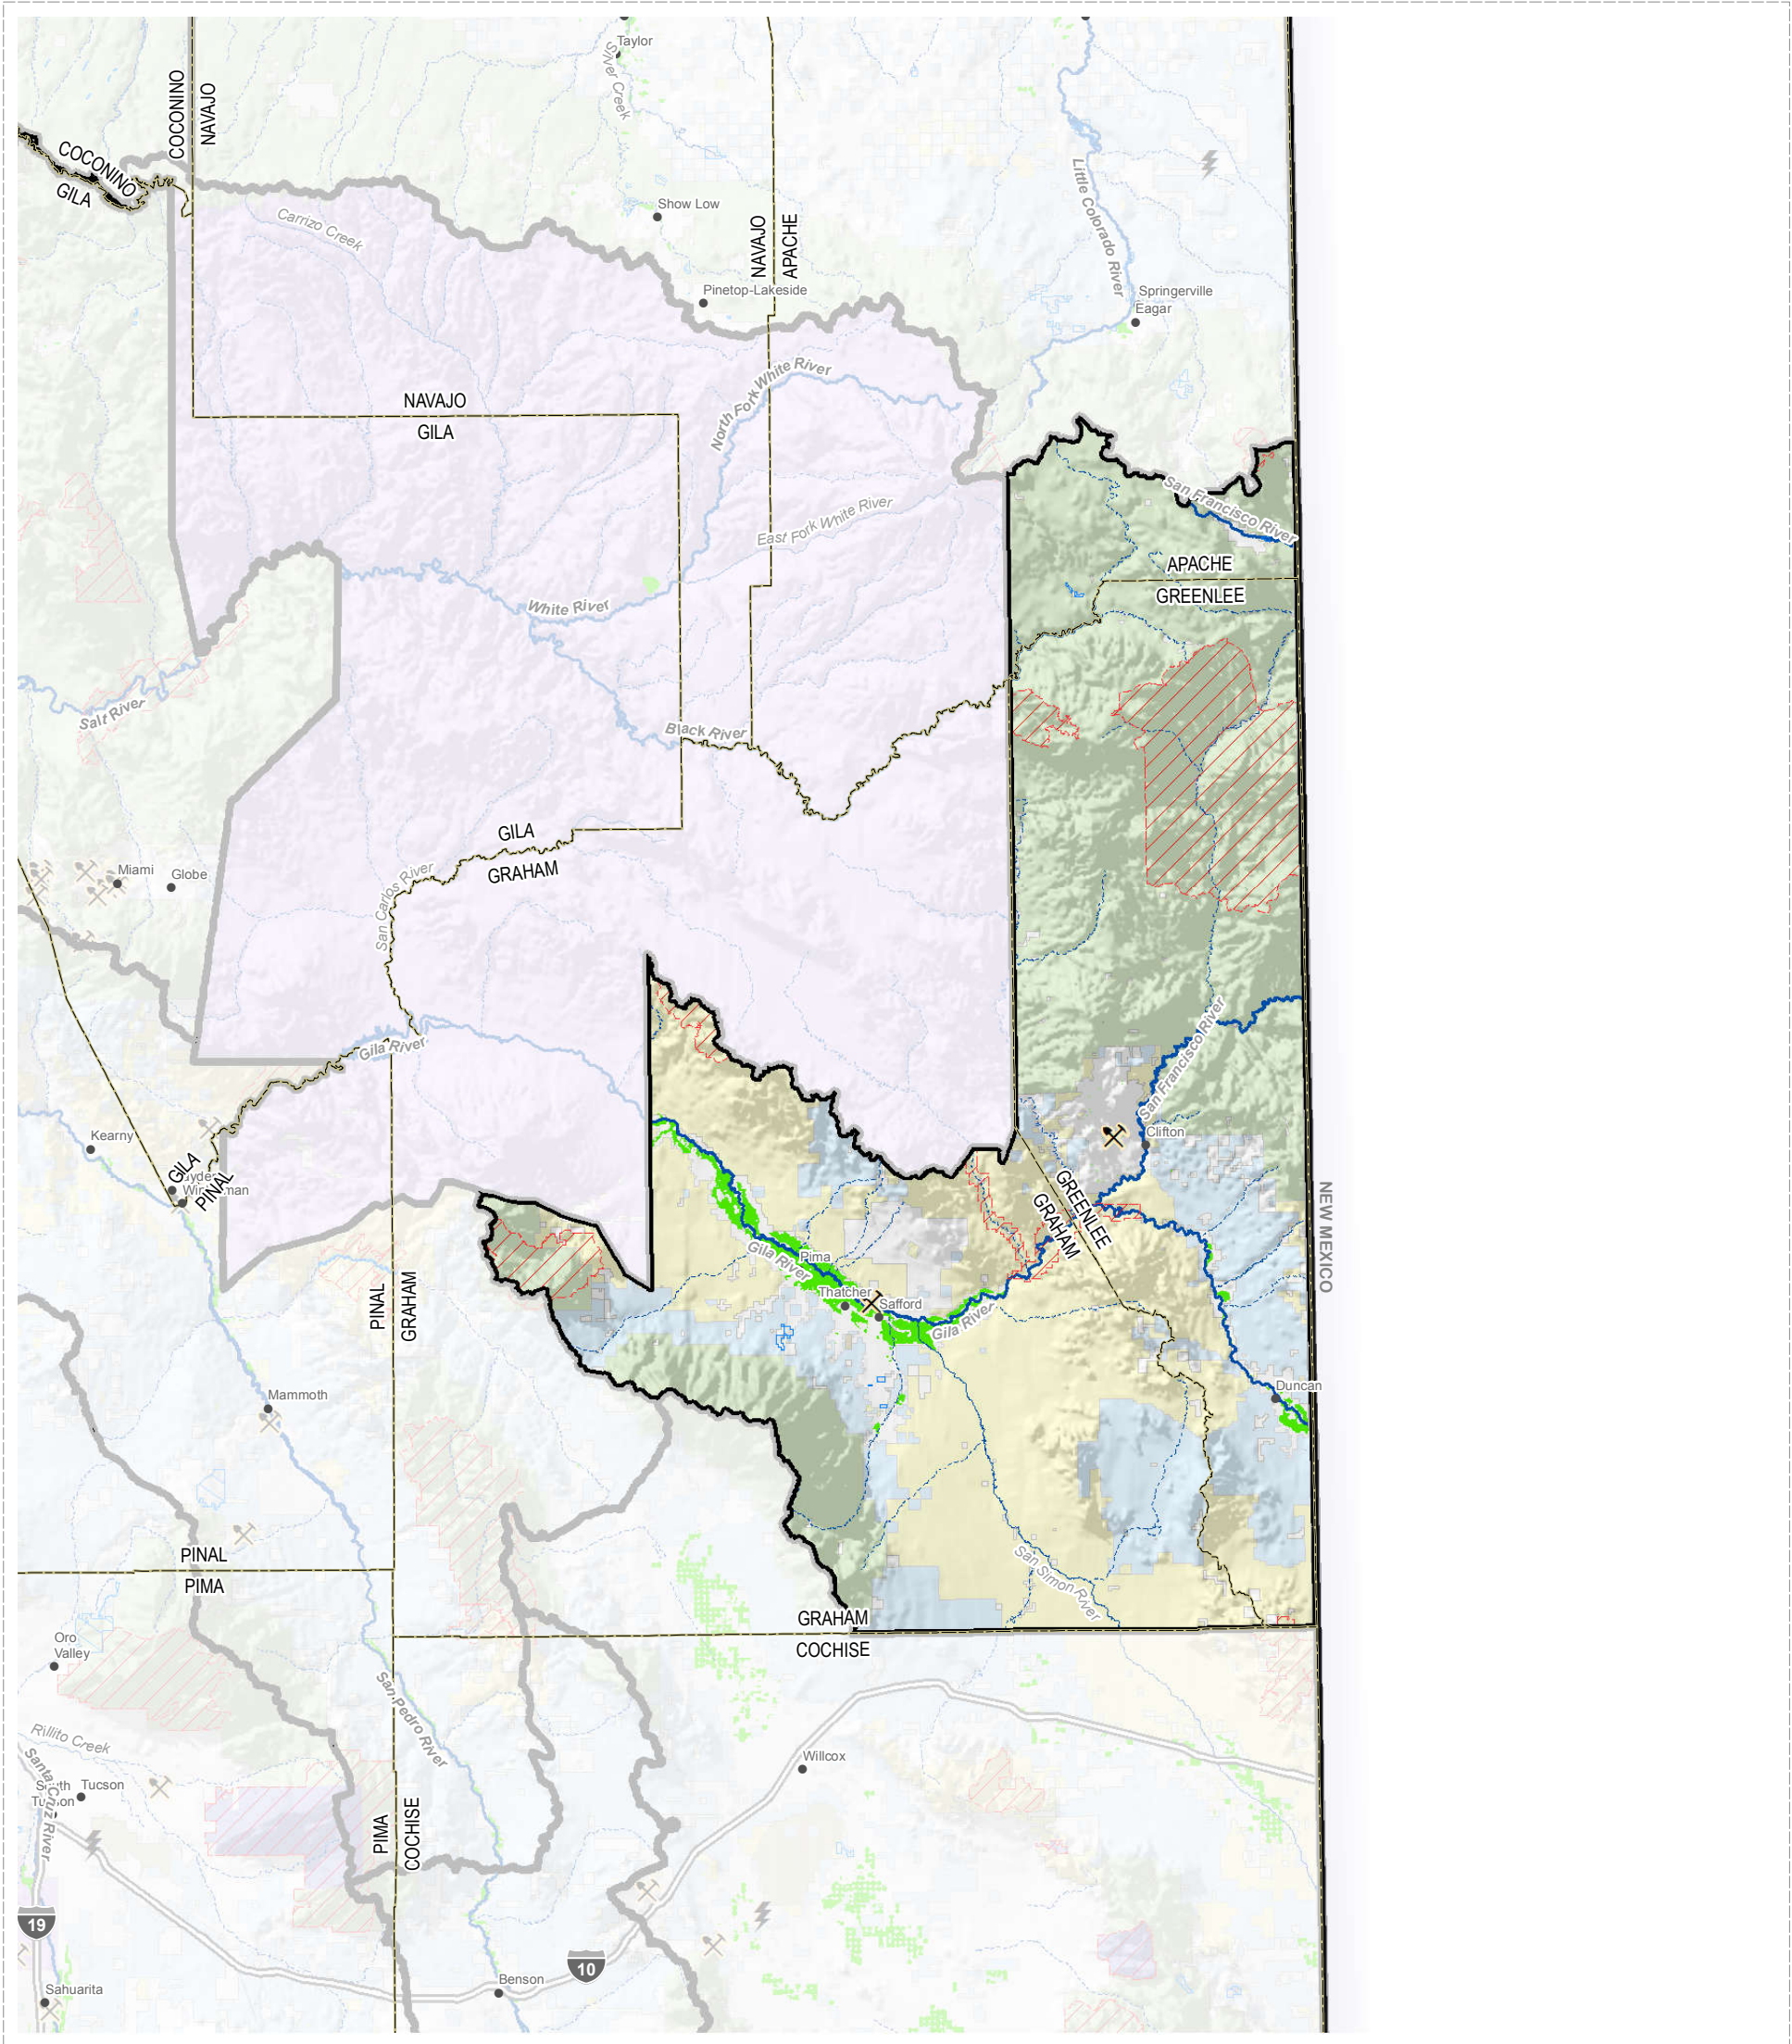 Taylor
Silver Creek
COCONINO
NAVAJO
COCONINO
GILA
Carrizo Creek
Show Low
NAVAJO
APACHE
Little Colorado River
Pinetop-Lakeside
Springerville
Eagar
North Fork White River
NAVAJO
GILA
San Francisco River
East Fork White River
APACHE
GREENLEE
White River
Salt River
Black River
GILA
GRAHAM
Miami
Globe
San Carlos River
Gila River
San Francisco River
Kearny
Clifton
GILA
PINAL
GREENLEE
GRAHAM
NEW MEXICO
Pima
Gila River
Thatcher
Safford
Gila River
PINAL
GRAHAM
Duncan
Mammoth
San Simon River
PINAL
PIMA
GRAHAM
COCHISE
Oro
Valley
San Pedro River
Rillito Creek
Santa Cruz River
Tucson
Willcox
PIMA
COCHISE
19
10
Benson
Sahuarita